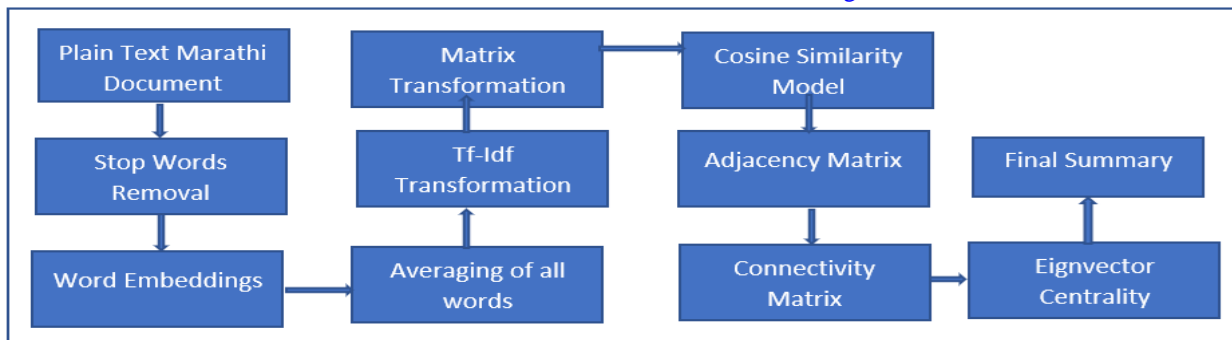 Plain Text Marathi
Document
Stop Words
Removal
Word Embeddings
Averaging of all
words
Tf-Idf
Transformation
Matrix
Transformation
Cosine Similarity
Model
Adjacency Matrix
Connectivity
Matrix
Eignvector
Centrality
Final Summary